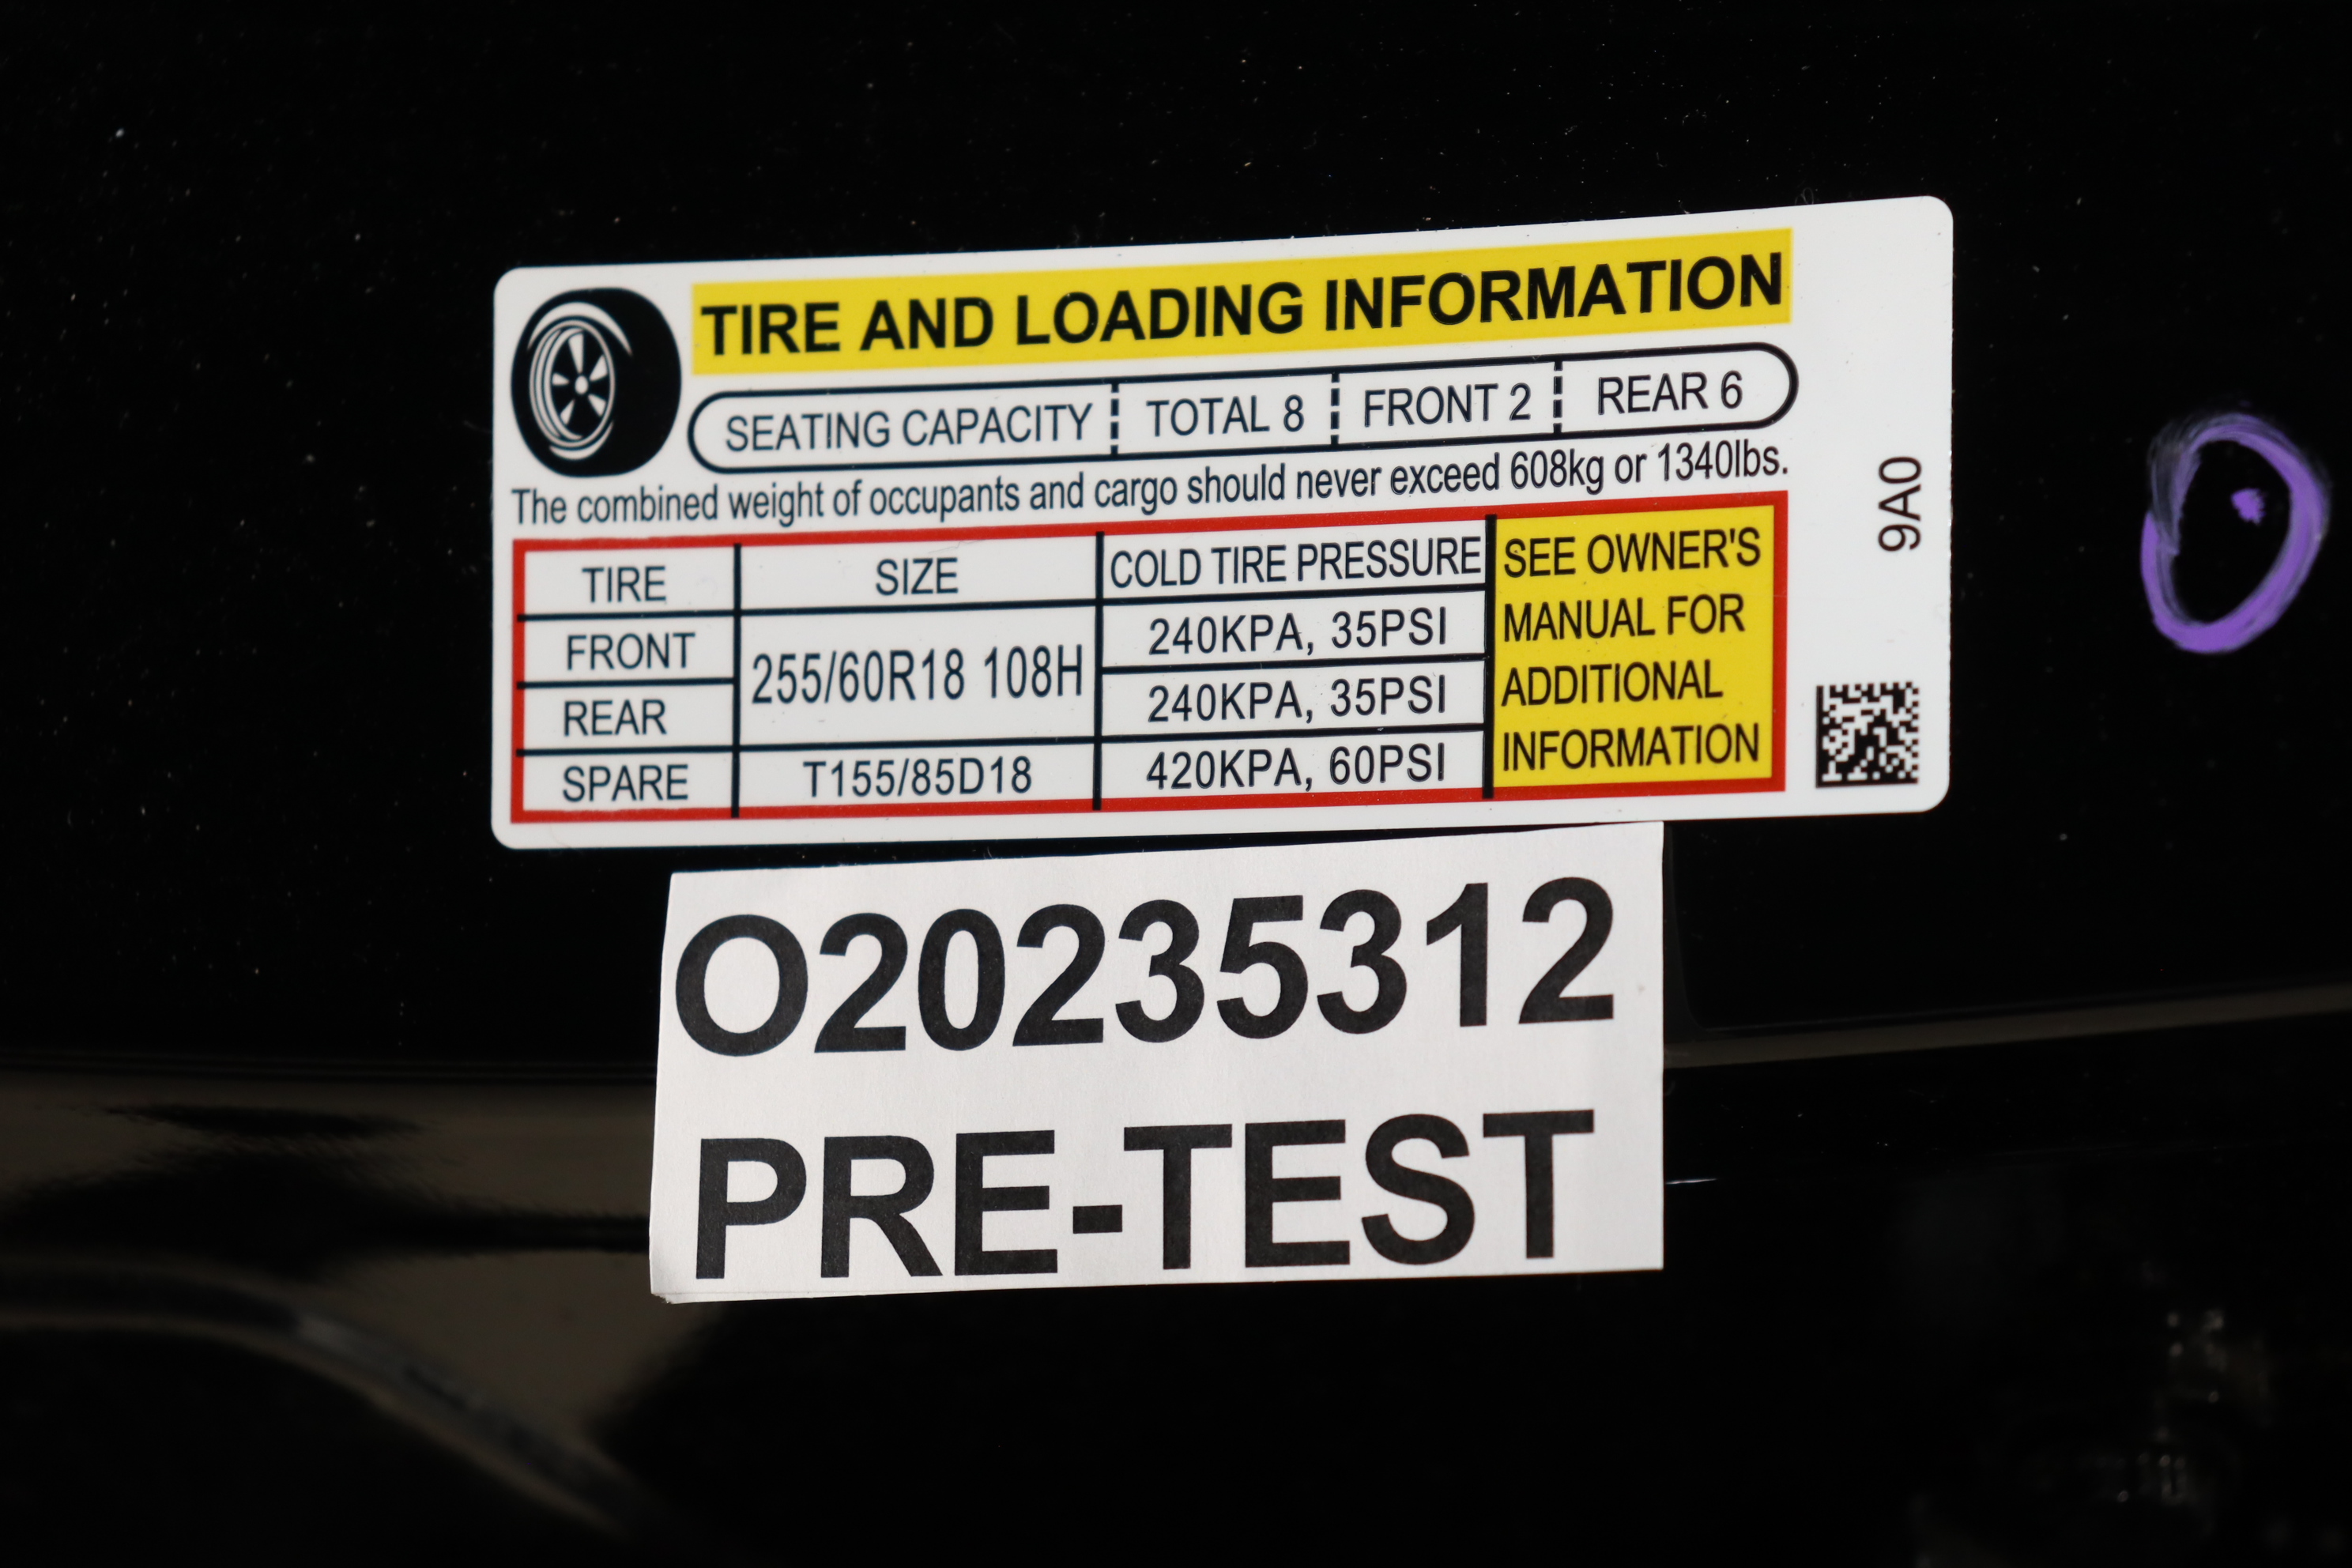 TIRE AND LOADING INFORMATION
SEATING CAPACITY TOTAL 8 FRONT 2 REAR 6
The combined weight of occupants and cargo should never exceed 608kg or 1340lbs.
TIRE SIZE COLD TIRE PRESSURE
FRONT 255/60R18 108H 240KPA, 35PSI
REAR 240KPA, 35PSI
SPARE T155/85D18 420KPA, 60PSI
SEE OWNER'S
MANUAL FOR
ADDITIONAL
INFORMATION
9A0
O20235312
PRE-TEST